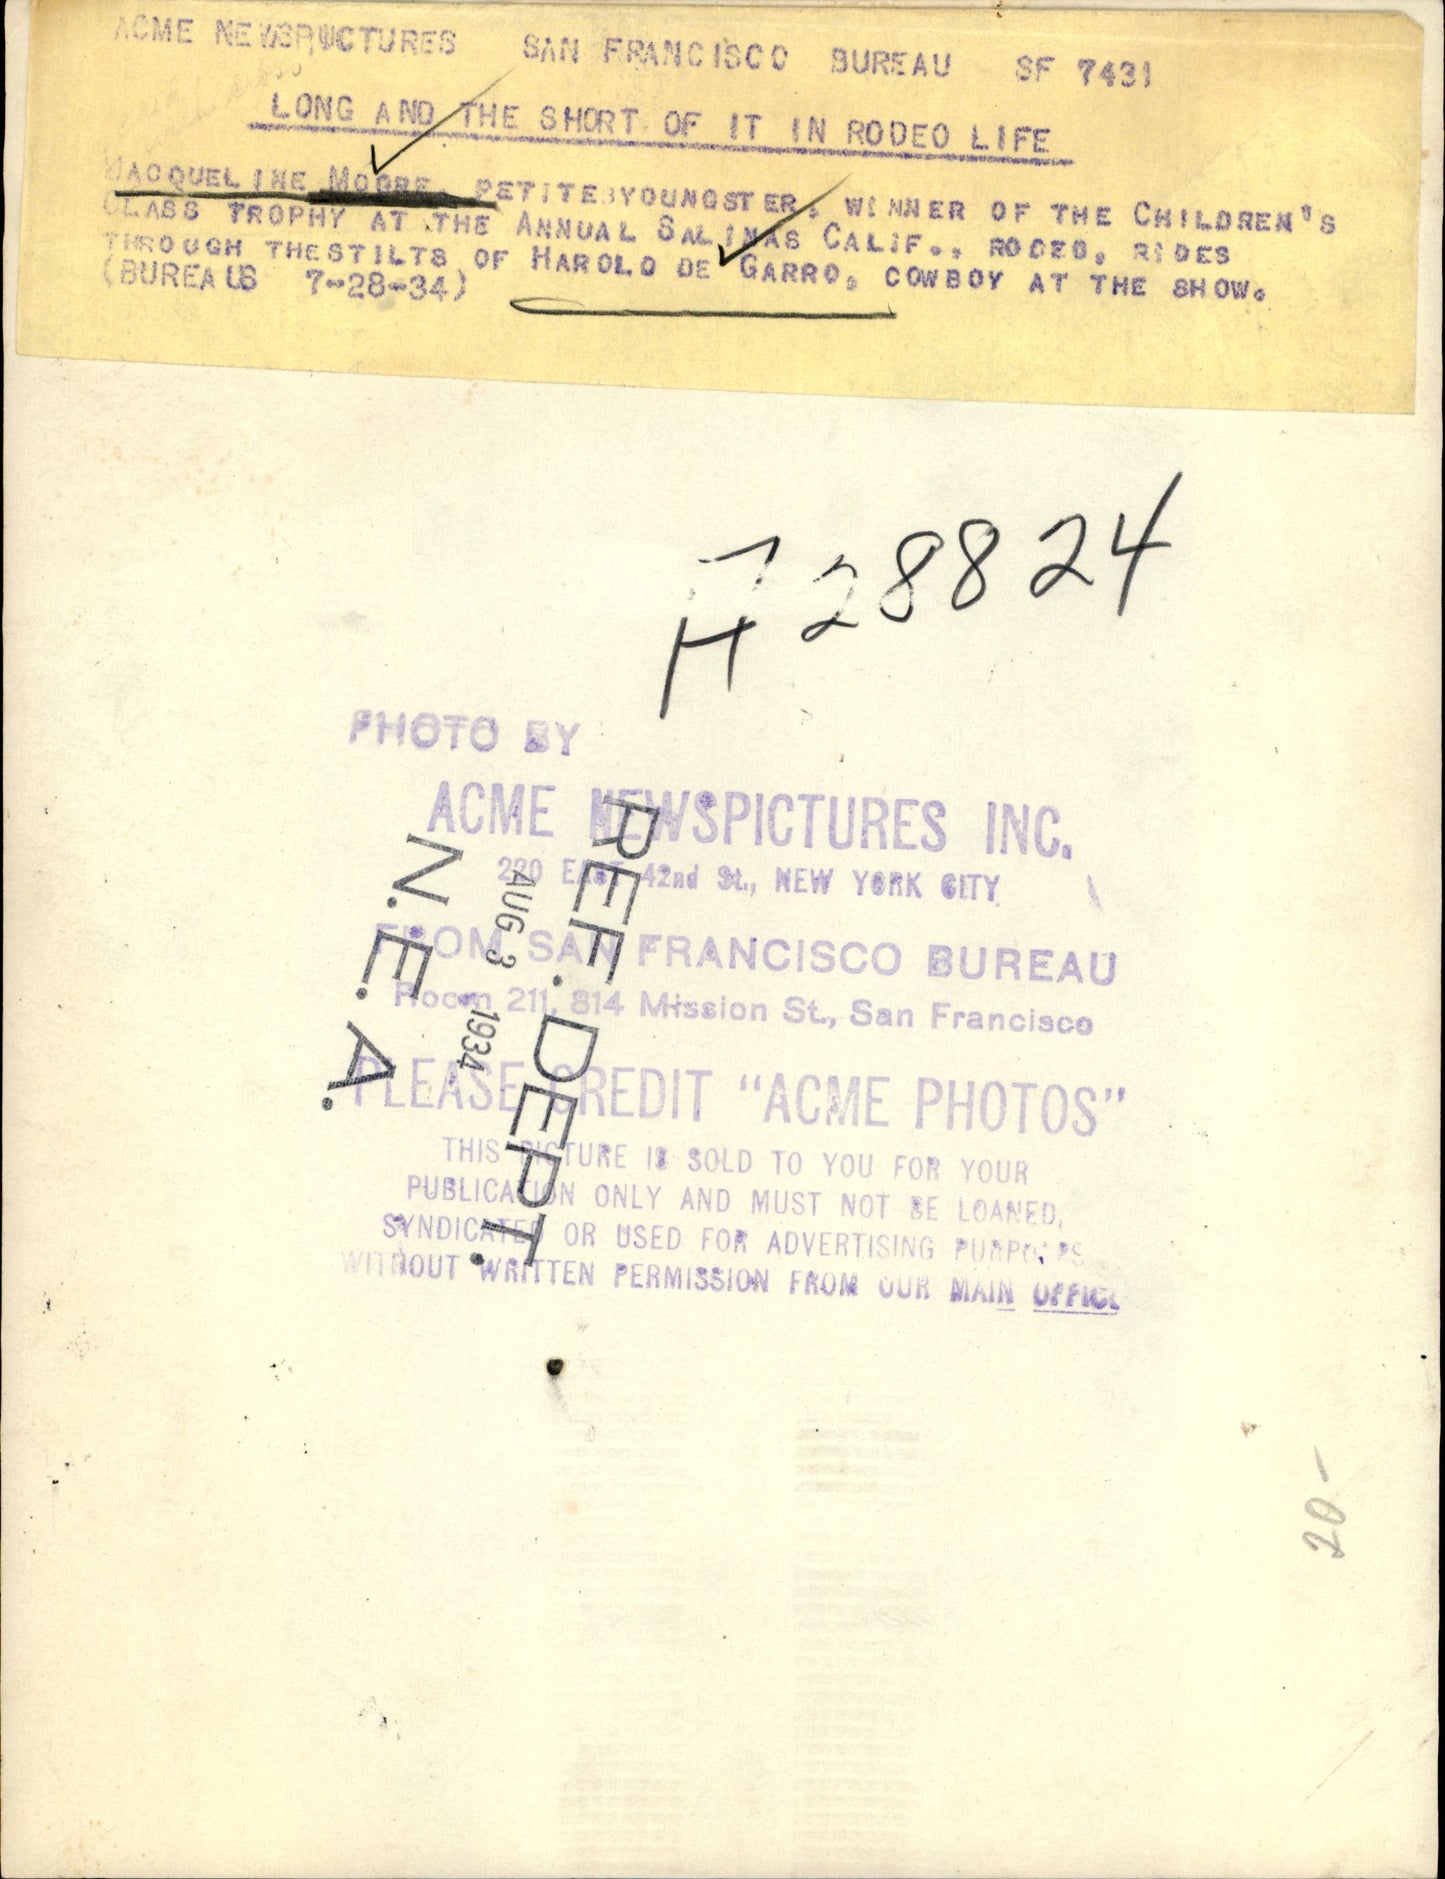 ACME NEWSPICTURES SAN FRANCISCO BUREAU SF 7431
LONG AND THE SHORT OF IT IN RODEO LIFE
JACQUELINE MOORE, PETITE YOUNGSTER, WINNER OF THE CHILDREN'S
CLASS TROPHY AT THE ANNUAL SALINAS CALIF., RODEO, RIDES
THROUGH THESTILTS OF HAROLD DE GARRO, COWBOY AT THE SHOW.
(BUREAUS 7-28-34)
H 28824
PHOTO BY
ACME NEWSPICTURES INC.
220 EAST 42nd St., NEW YORK CITY
FROM SAN FRANCISCO BUREAU
Room 211, 814 Mission St., San Francisco
PLEASE CREDIT "ACME PHOTOS"
THIS PICTURE IS SOLD TO YOU FOR YOUR
PUBLICATION ONLY AND MUST NOT BE LOANED,
SYNDICATED OR USED FOR ADVERTISING PURPOSES
WITHOUT WRITTEN PERMISSION FROM OUR MAIN OFFICE
REF. DEPT.
AUG 3 1934
N.E.A.
20-